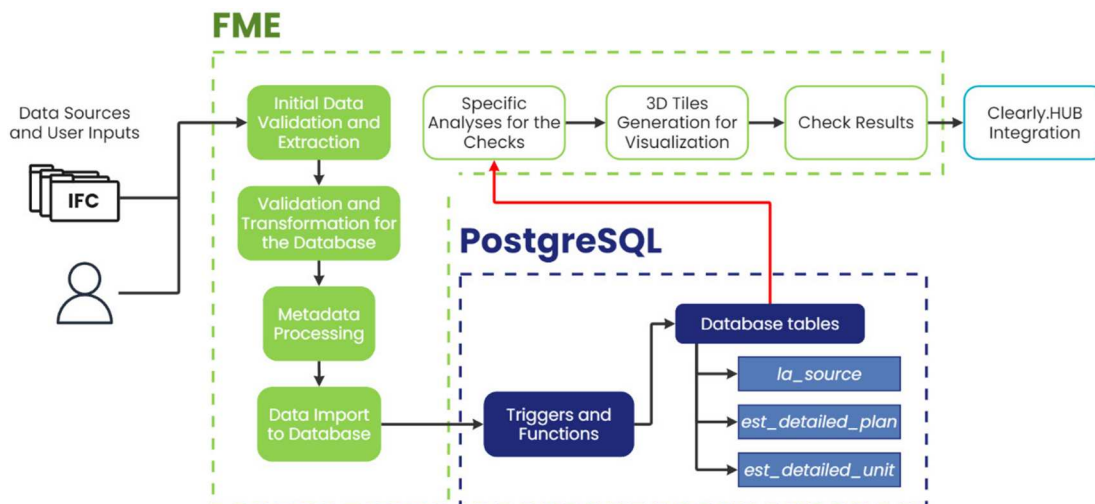 FME
Data Sources
and User Inputs
IFC
Initial Data
Validation and
Extraction
Validation and
Transformation for
the Database
Metadata
Processing
Data Import
to Database
Specific
Analyses for the
Checks
3D Tiles
Generation for
Visualization
Check Results
Clearly.HUB
Integration
PostgreSQL
Triggers and
Functions
Database tables
la_source
est_detailed_plan
est_detailed_unit